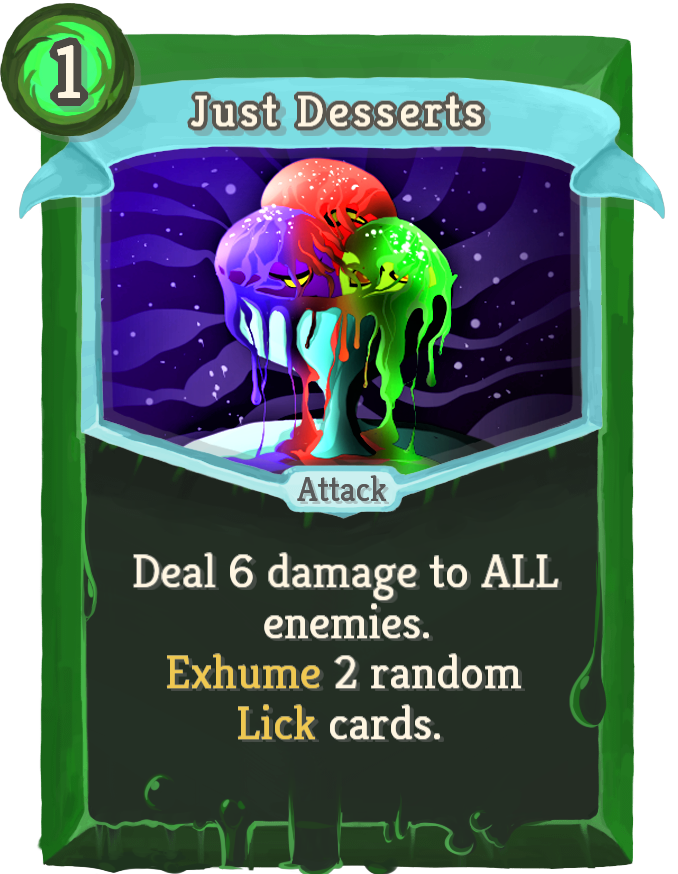 1
Just Desserts
Attack
Deal 6 damage to ALL
enemies.
Exhume 2 random
Lick cards.